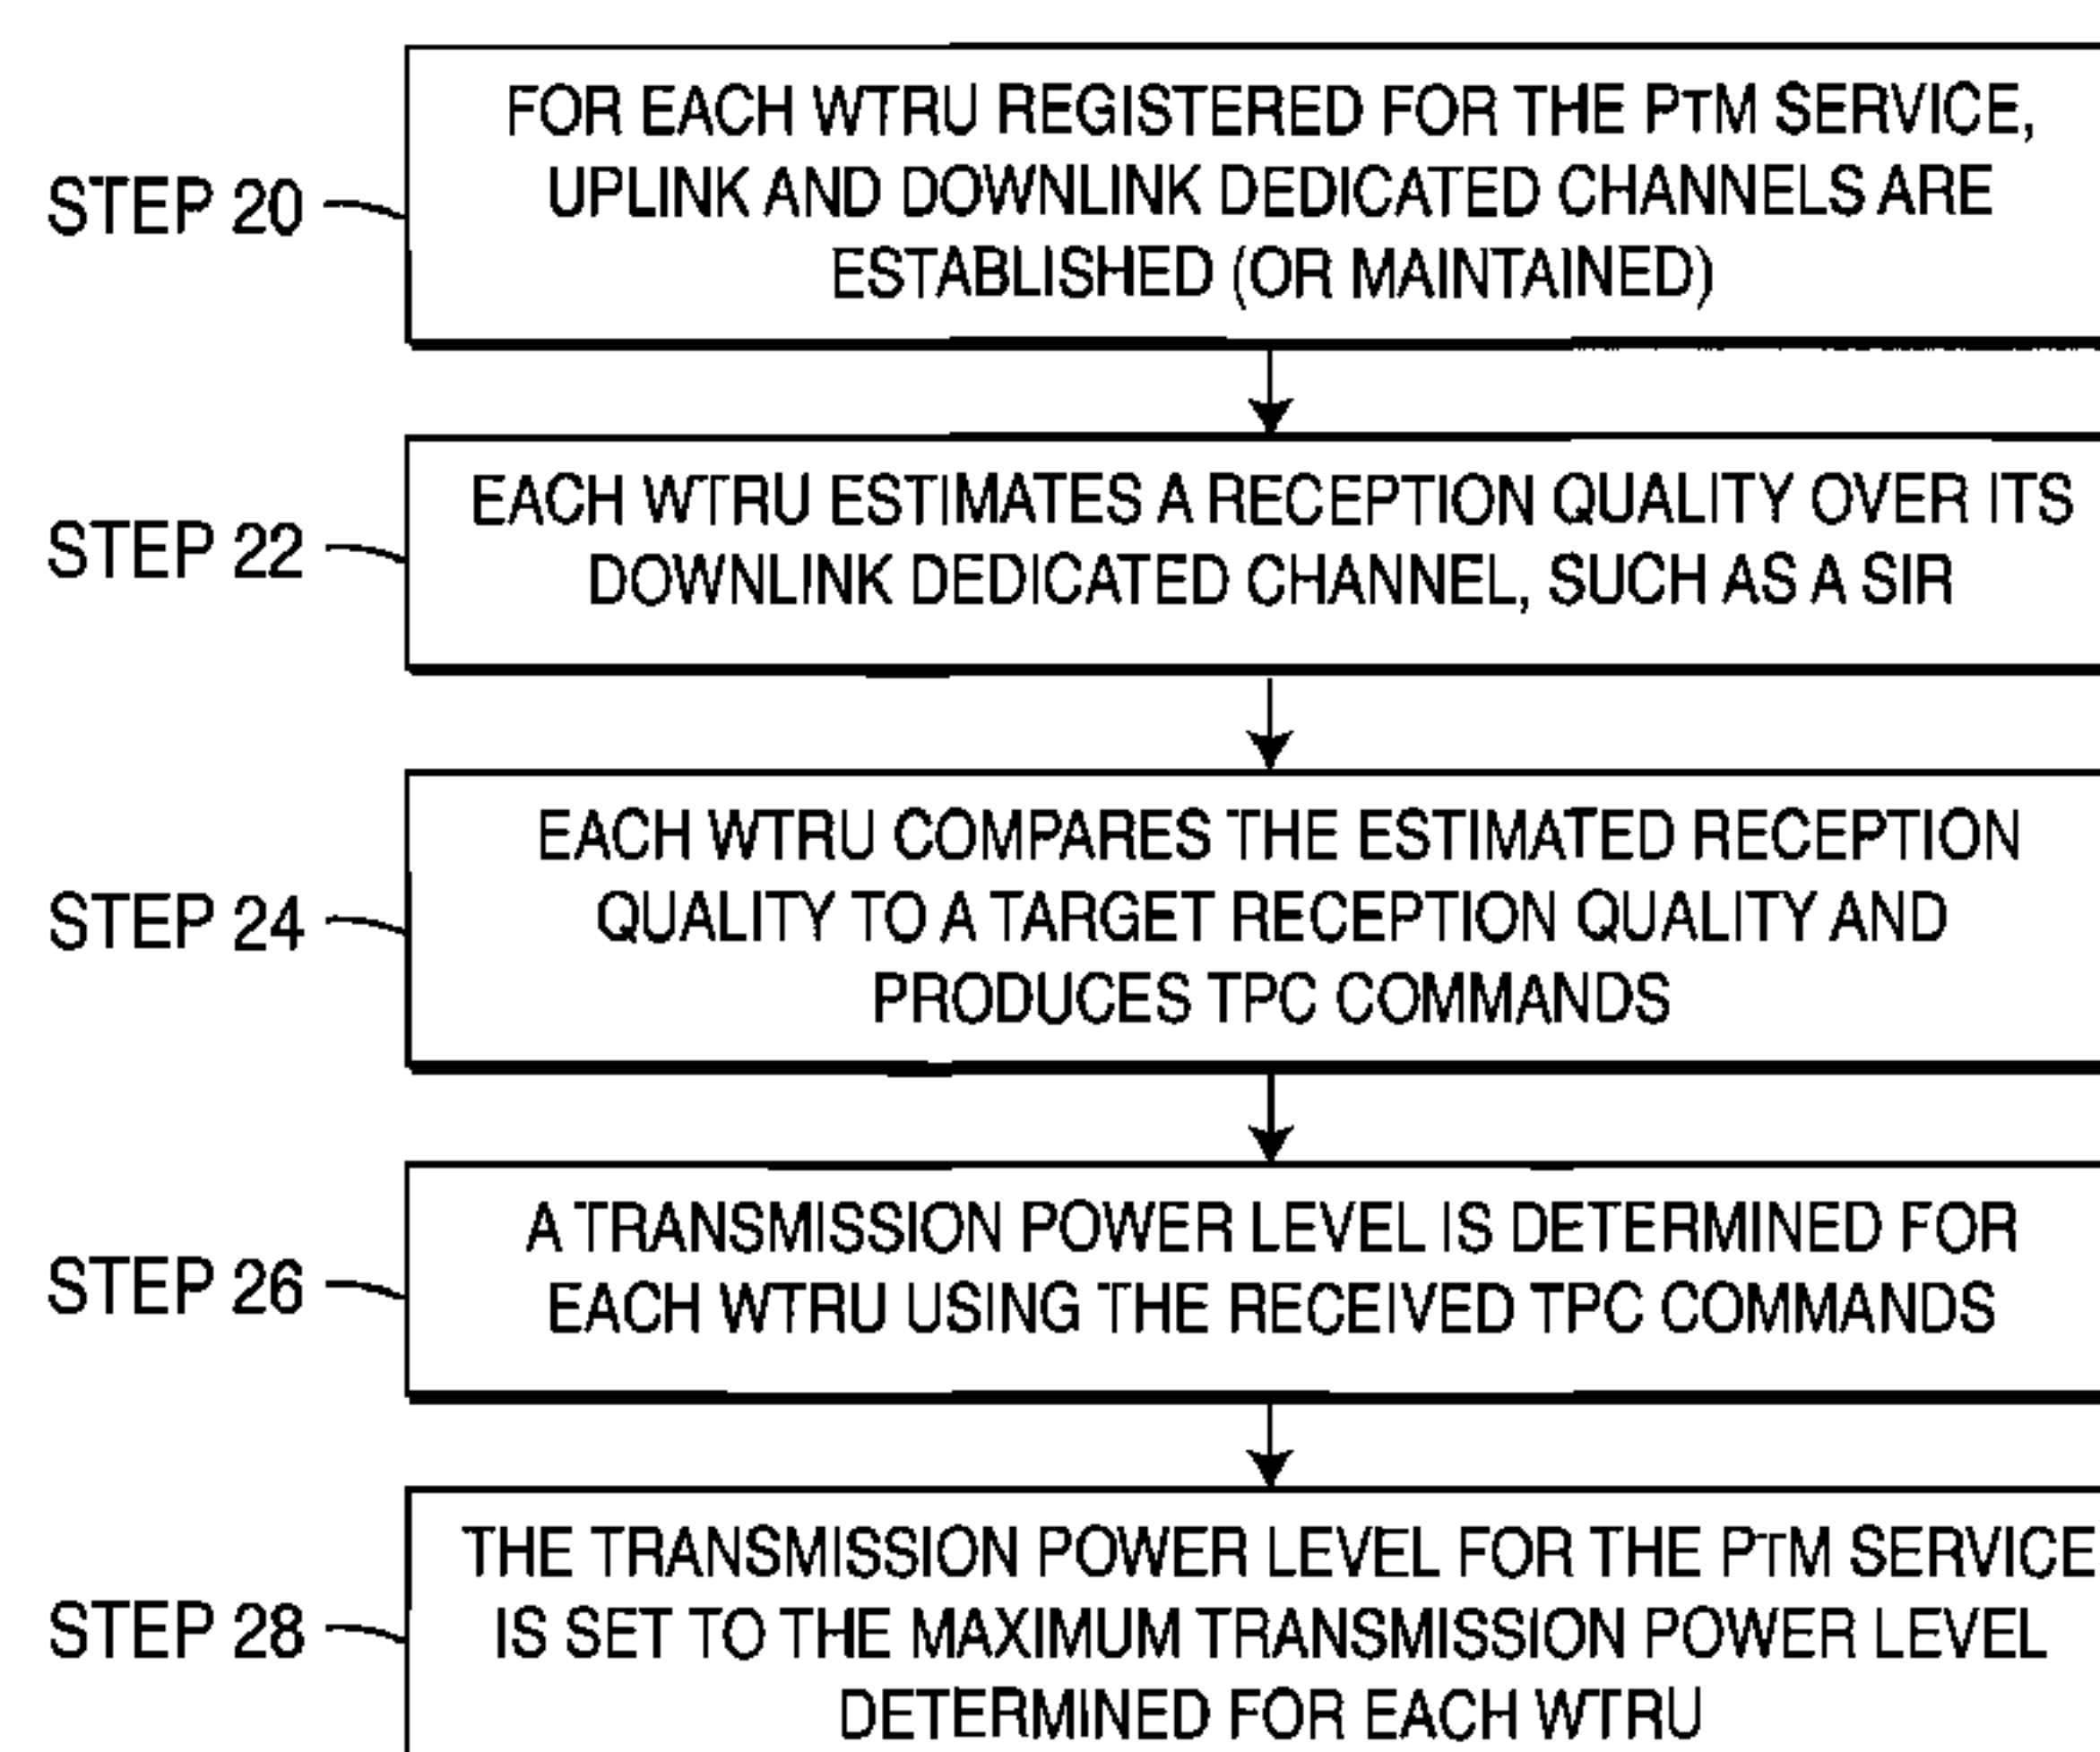 FOR EACH WTRU REGISTERED FOR THE PTM SERVICE,
UPLINK AND DOWNLINK DEDICATED CHANNELS ARE
ESTABLISHED (OR MAINTAINED)
STEP 20
EACH WTRU ESTIMATES A RECEPTION QUALITY OVER ITS
DOWNLINK DEDICATED CHANNEL, SUCH AS A SIR
STEP 22
EACH WTRU COMPARES THE ESTIMATED RECEPTION
QUALITY TO A TARGET RECEPTION QUALITY AND
PRODUCES TPC COMMANDS
STEP 24
A TRANSMISSION POWER LEVEL IS DETERMINED FOR
EACH WTRU USING THE RECEIVED TPC COMMANDS
STEP 26
THE TRANSMISSION POWER LEVEL FOR THE PTM SERVICE
IS SET TO THE MAXIMUM TRANSMISSION POWER LEVEL
DETERMINED FOR EACH WTRU
STEP 28